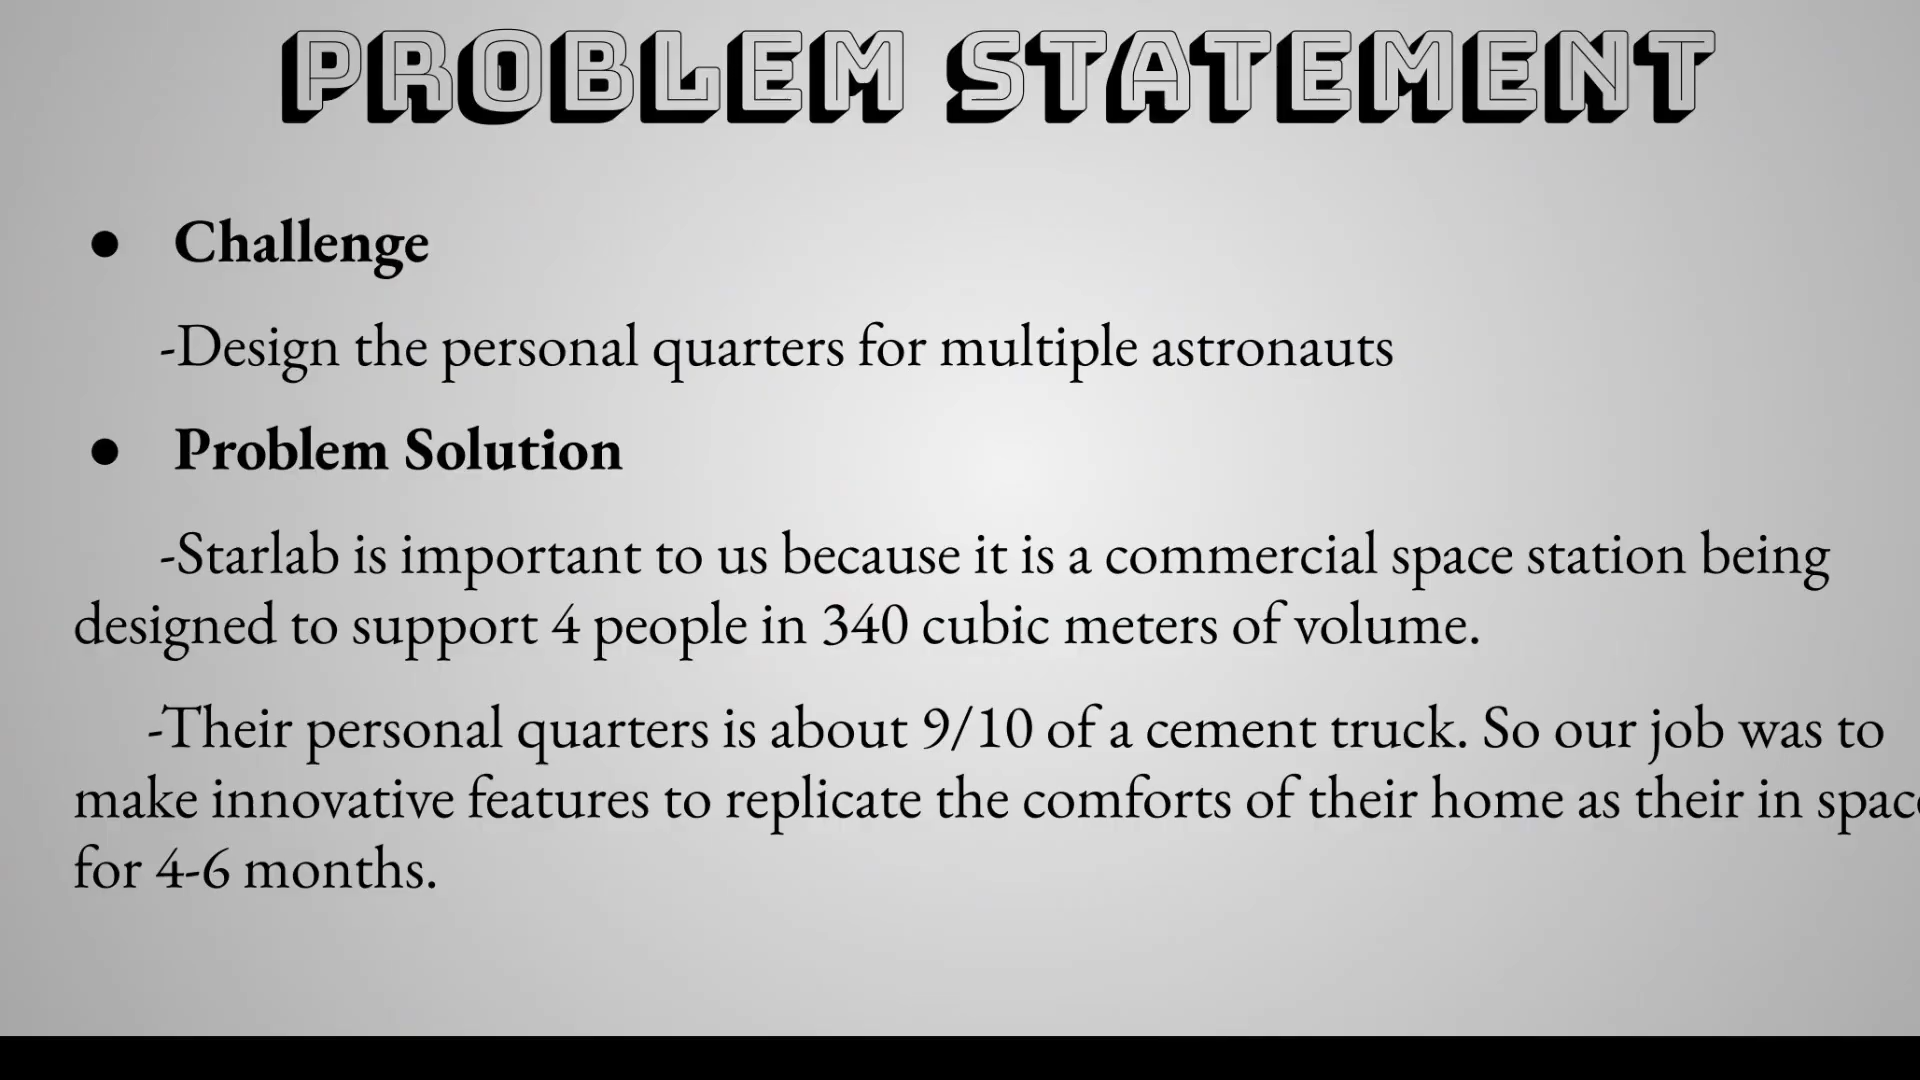 PROBLEM STATEMENT
● Challenge
-Design the personal quarters for multiple astronauts
● Problem Solution
-Starlab is important to us because it is a commercial space station being
designed to support 4 people in 340 cubic meters of volume.
-Their personal quarters is about 9/10 of a cement truck. So our job was to
make innovative features to replicate the comforts of their home as their in space
for 4-6 months.